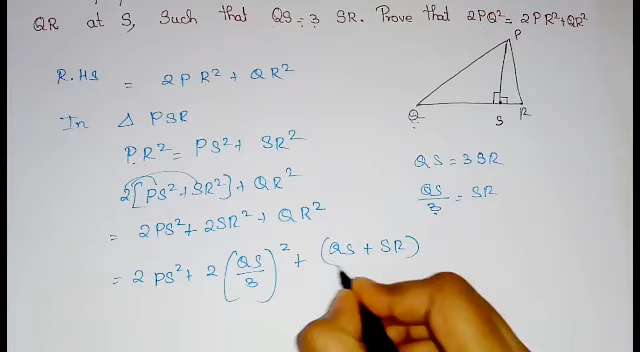 QR at S, Such that QS = 3 SR. Prove that 2PQ² = 2PR² + QR²
R.HS = 2PR² + QR²
In Δ PSR
PR² = PS² + SR²
2[PS² + SR²] + QR²
= 2PS² + 2SR² + QR²
= 2PS² + 2(QS/3)² + (QS + SR)
P
Q
S
R
QS = 3SR
QS/3 = SR